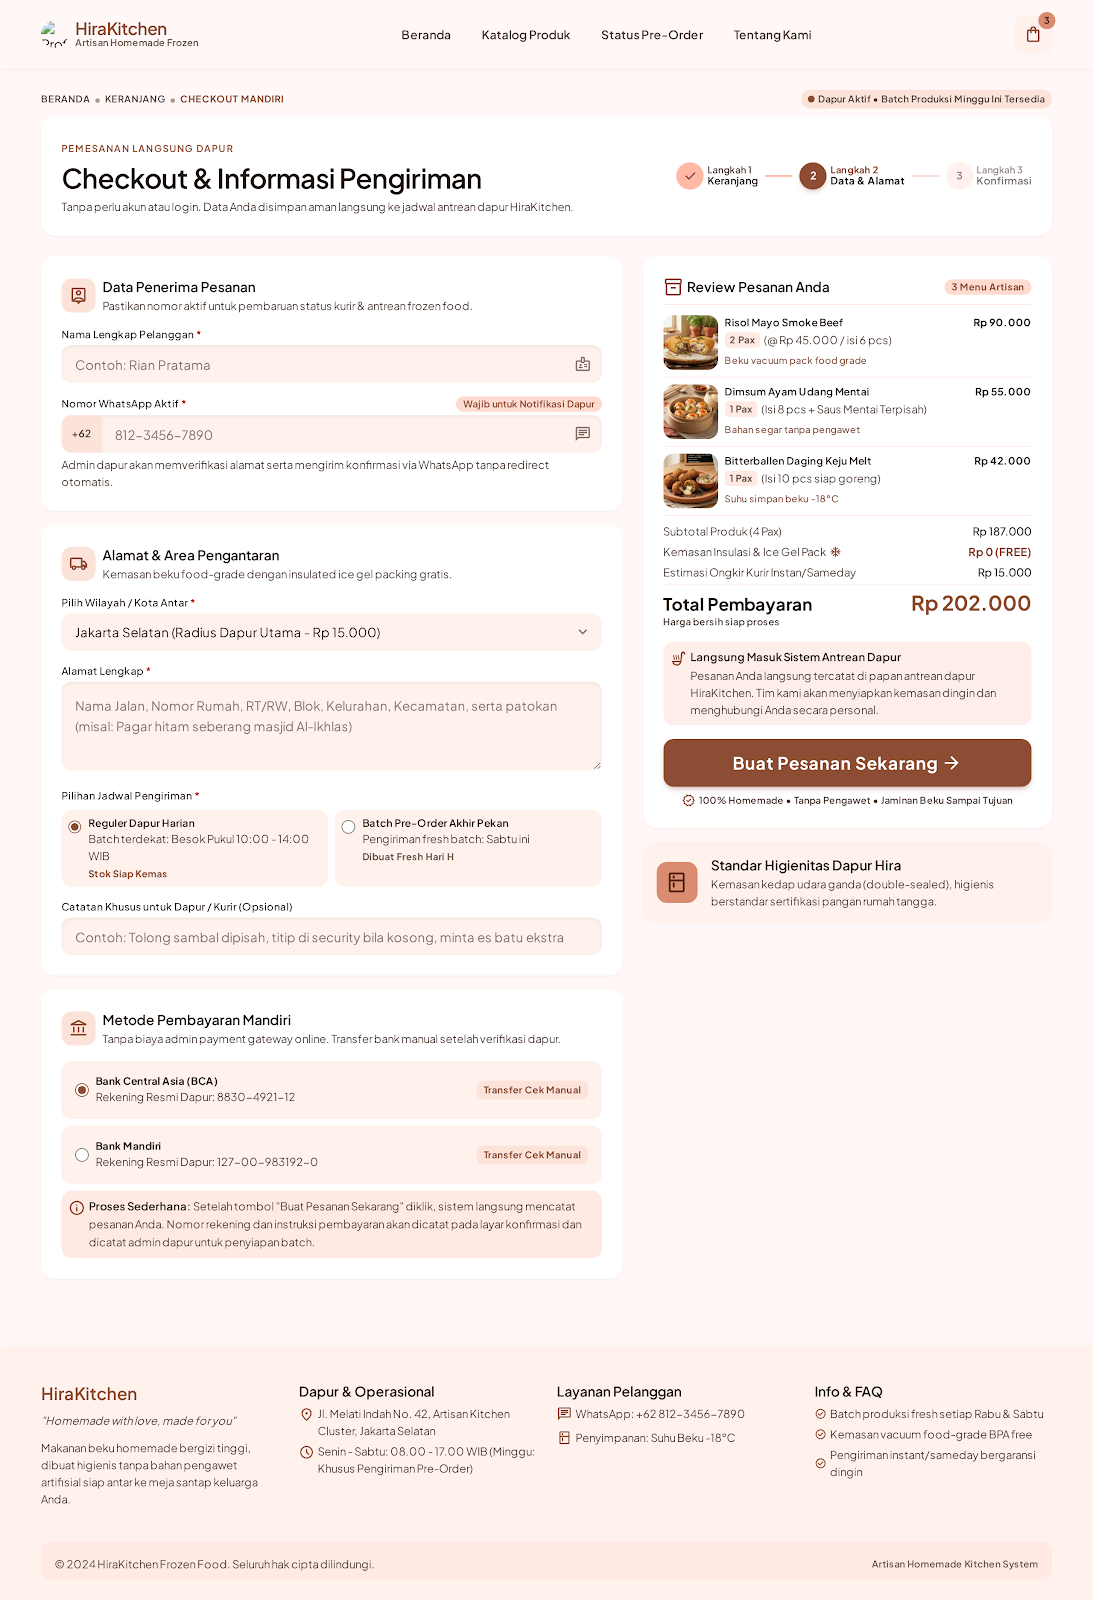 HiraKitchen
Artisan Homemade Frozen
Beranda
Katalog Produk
Status Pre-Order
Tentang Kami
3
BERANDA • KERANJANG • CHECKOUT MANDIRI
Dapur Aktif • Batch Produksi Minggu Ini Tersedia
PEMESANAN LANGSUNG DAPUR
Checkout & Informasi Pengiriman
Tanpa perlu akun atau login. Data Anda disimpan aman langsung ke jadwal antrean dapur HiraKitchen.
Langkah 1
Keranjang
2
Langkah 2
Data & Alamat
3
Langkah 3
Konfirmasi
Data Penerima Pesanan
Pastikan nomor aktif untuk pembaruan status kurir & antrean frozen food.
Nama Lengkap Pelanggan *
Contoh: Rian Pratama
Nomor WhatsApp Aktif *
Wajib untuk Notifikasi Dapur
+62
812-3456-7890
Admin dapur akan memverifikasi alamat serta mengirim konfirmasi via WhatsApp tanpa redirect
otomatis.
Alamat & Area Pengantaran
Kemasan beku food-grade dengan insulated ice gel packing gratis.
Pilih Wilayah / Kota Antar *
Jakarta Selatan (Radius Dapur Utama - Rp 15.000)
Alamat Lengkap *
Nama Jalan, Nomor Rumah, RT/RW, Blok, Kelurahan, Kecamatan, serta patokan
(misal: Pagar hitam seberang masjid Al-Ikhlas)
Pilihan Jadwal Pengiriman *
Reguler Dapur Harian
Batch terdekat: Besok Pukul 10:00 - 14:00
WIB
Stok Siap Kemas
Batch Pre-Order Akhir Pekan
Pengiriman fresh batch: Sabtu ini
Dibuat Fresh Hari H
Catatan Khusus untuk Dapur / Kurir (Opsional)
Contoh: Tolong sambal dipisah, titip di security bila kosong, minta es batu ekstra
Metode Pembayaran Mandiri
Tanpa biaya admin payment gateway online. Transfer bank manual setelah verifikasi dapur.
Bank Central Asia (BCA)
Rekening Resmi Dapur: 8830-4921-12
Transfer Cek Manual
Bank Mandiri
Rekening Resmi Dapur: 127-00-983192-0
Transfer Cek Manual
Proses Sederhana: Setelah tombol "Buat Pesanan Sekarang" diklik, sistem langsung mencatat
pesanan Anda. Nomor rekening dan instruksi pembayaran akan dicatat pada layar konfirmasi dan
dicatat admin dapur untuk penyiapan batch.
Review Pesanan Anda
3 Menu Artisan
Risol Mayo Smoke Beef
Rp 90.000
2 Pax (@ Rp 45.000 / isi 6 pcs)
Beku vacuum pack food grade
Dimsum Ayam Udang Mentai
Rp 55.000
1 Pax (Isi 8 pcs + Saus Mentai Terpisah)
Bahan segar tanpa pengawet
Bitterballen Daging Keju Melt
Rp 42.000
1 Pax (Isi 10 pcs siap goreng)
Suhu simpan beku -18°C
Subtotal Produk (4 Pax)
Rp 187.000
Kemasan Insulasi & Ice Gel Pack
Rp 0 (FREE)
Estimasi Ongkir Kurir Instan/Sameday
Rp 15.000
Total Pembayaran
Rp 202.000
Harga bersih siap proses
Langsung Masuk Sistem Antrean Dapur
Pesanan Anda langsung tercatat di papan antrean dapur
HiraKitchen. Tim kami akan menyiapkan kemasan dingin dan
menghubungi Anda secara personal.
Buat Pesanan Sekarang →
100% Homemade • Tanpa Pengawet • Jaminan Beku Sampai Tujuan
Standar Higienitas Dapur Hira
Kemasan kedap udara ganda (double-sealed), higienis
berstandar sertifikasi pangan rumah tangga.
HiraKitchen
"Homemade with love, made for you"
Makanan beku homemade bergizi tinggi,
dibuat higienis tanpa bahan pengawet
artifisial siap antar ke meja santap keluarga
Anda.
Dapur & Operasional
Jl. Melati Indah No. 42, Artisan Kitchen
Cluster, Jakarta Selatan
Senin - Sabtu: 08.00 - 17.00 WIB (Minggu:
Khusus Pengiriman Pre-Order)
Layanan Pelanggan
WhatsApp: +62 812-3456-7890
Penyimpanan: Suhu Beku -18°C
Info & FAQ
Batch produksi fresh setiap Rabu & Sabtu
Kemasan vacuum food-grade BPA free
Pengiriman instant/sameday bergaransi
dingin
© 2024 HiraKitchen Frozen Food. Seluruh hak cipta dilindungi.
Artisan Homemade Kitchen System